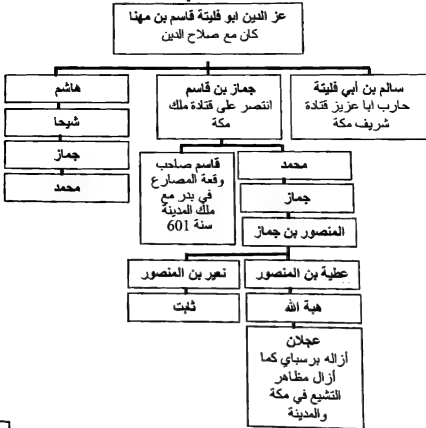 عز الدين ابو فليتة قاسم بن مهنا
كان مع صلاح الدين
سالم بن أبي فليتة
حارب ابا عزيز قتادة
شريف مكة
جماز بن قاسم
انتصر على قتادة ملك
مكة
هاشم
شيحا
جماز
محمد
محمد
جماز
المنصور بن جماز
قاسم صاحب
وقعة المصارع
في بدر مع
ملك المدينة
سنة 601
عطية بن المنصور
هبة الله
عجلان
أزاله برسباي كما
أزال مظاهر
التشيع في مكة
والمدينة
نعير بن المنصور
ثابت